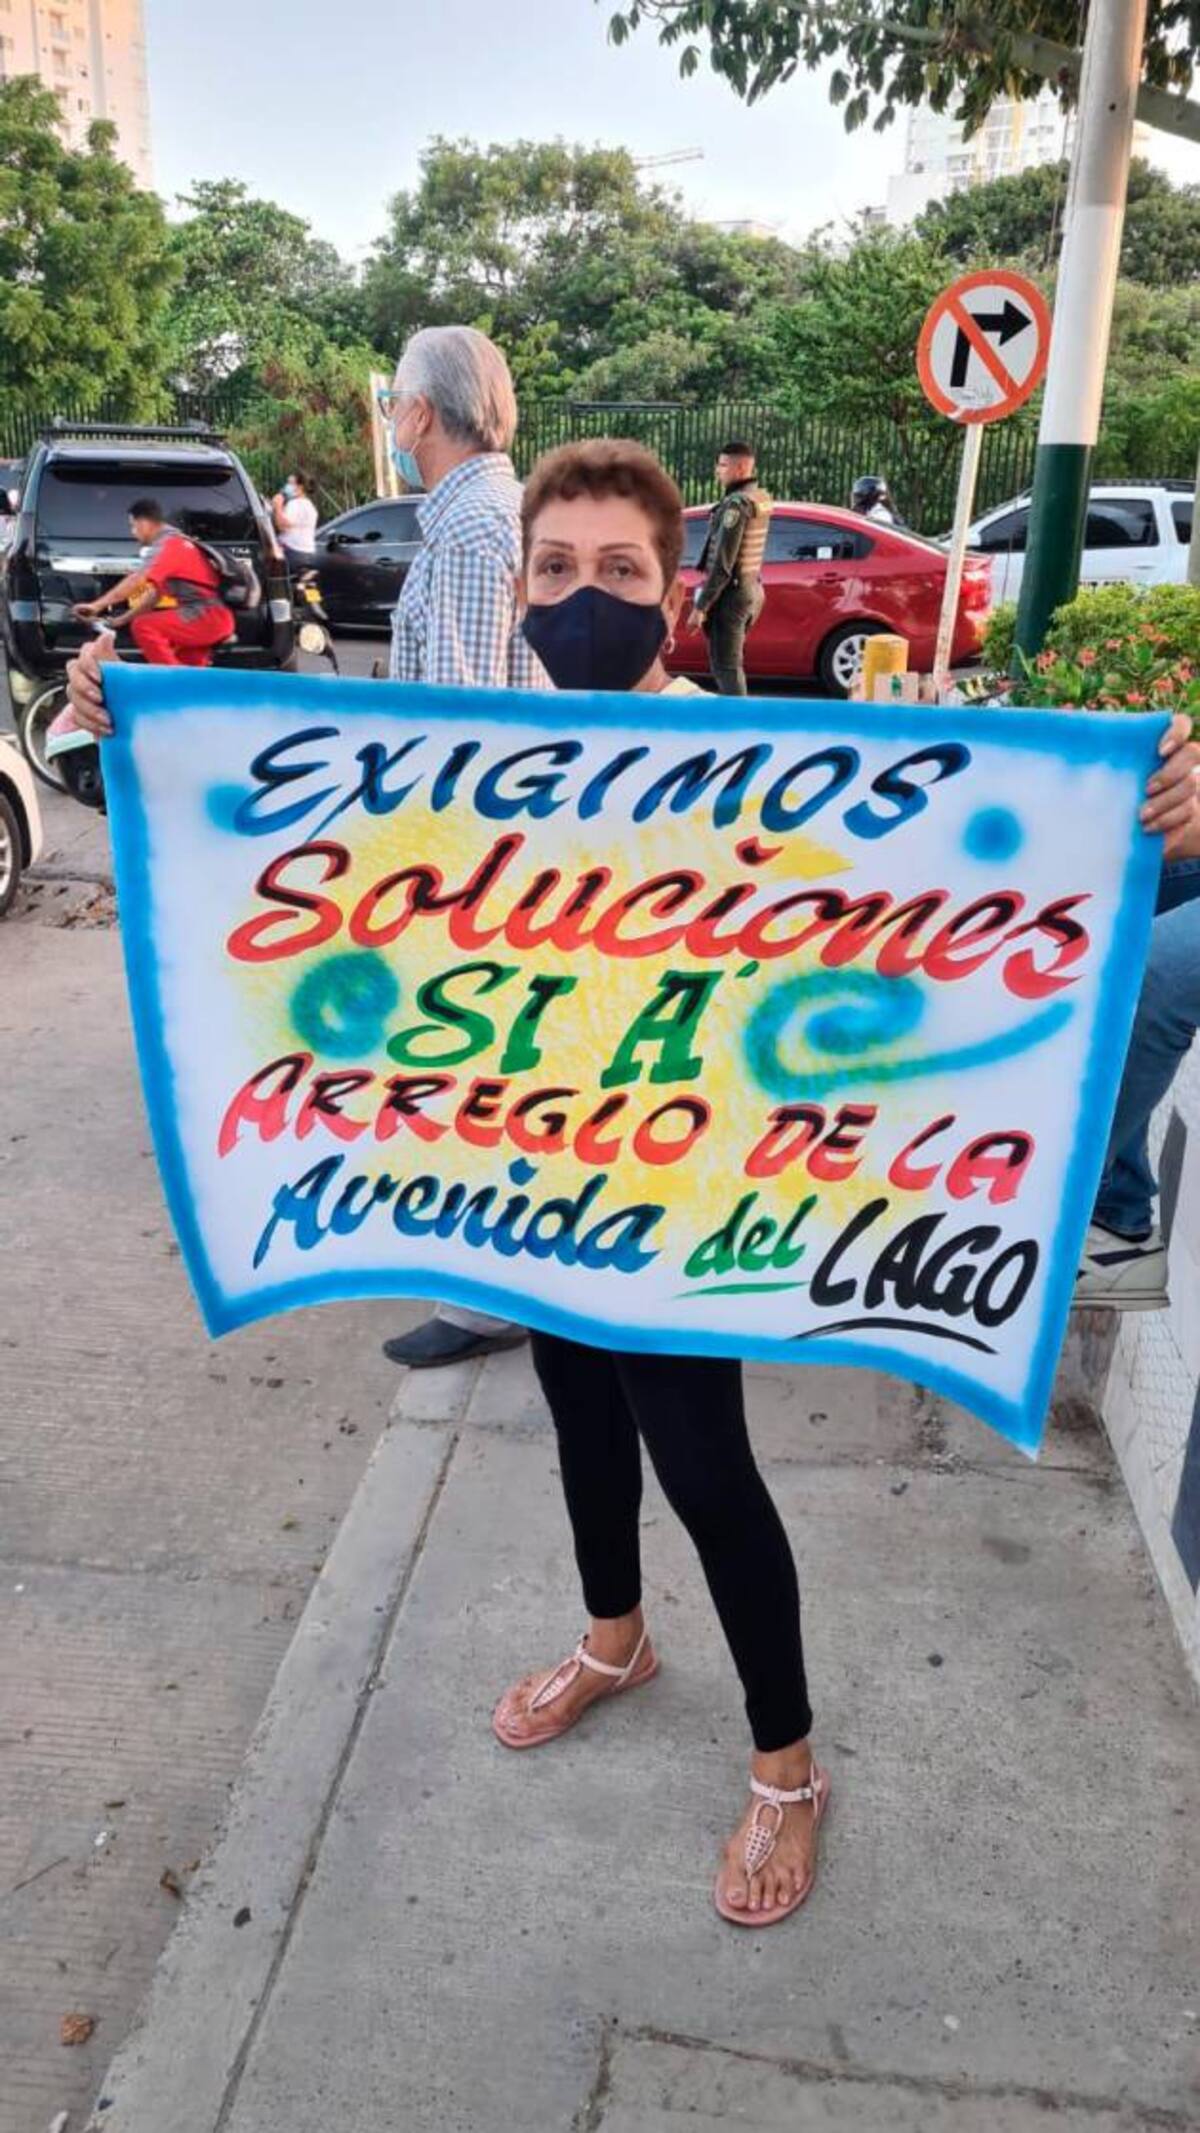 EXIGIMOS
Soluciones
SI A´
ARREGLO DE LA
Avenida del LAGO